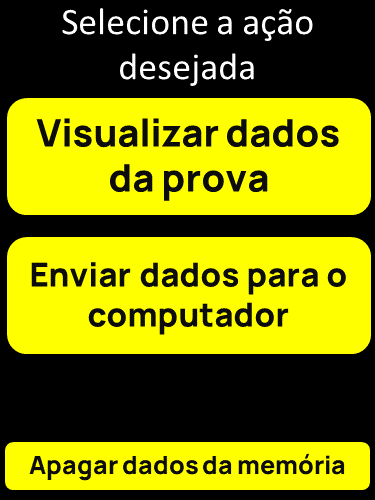 Selecione a ação
desejada
Visualizar dados
da prova
Enviar dados para o
computador
Apagar dados da memória